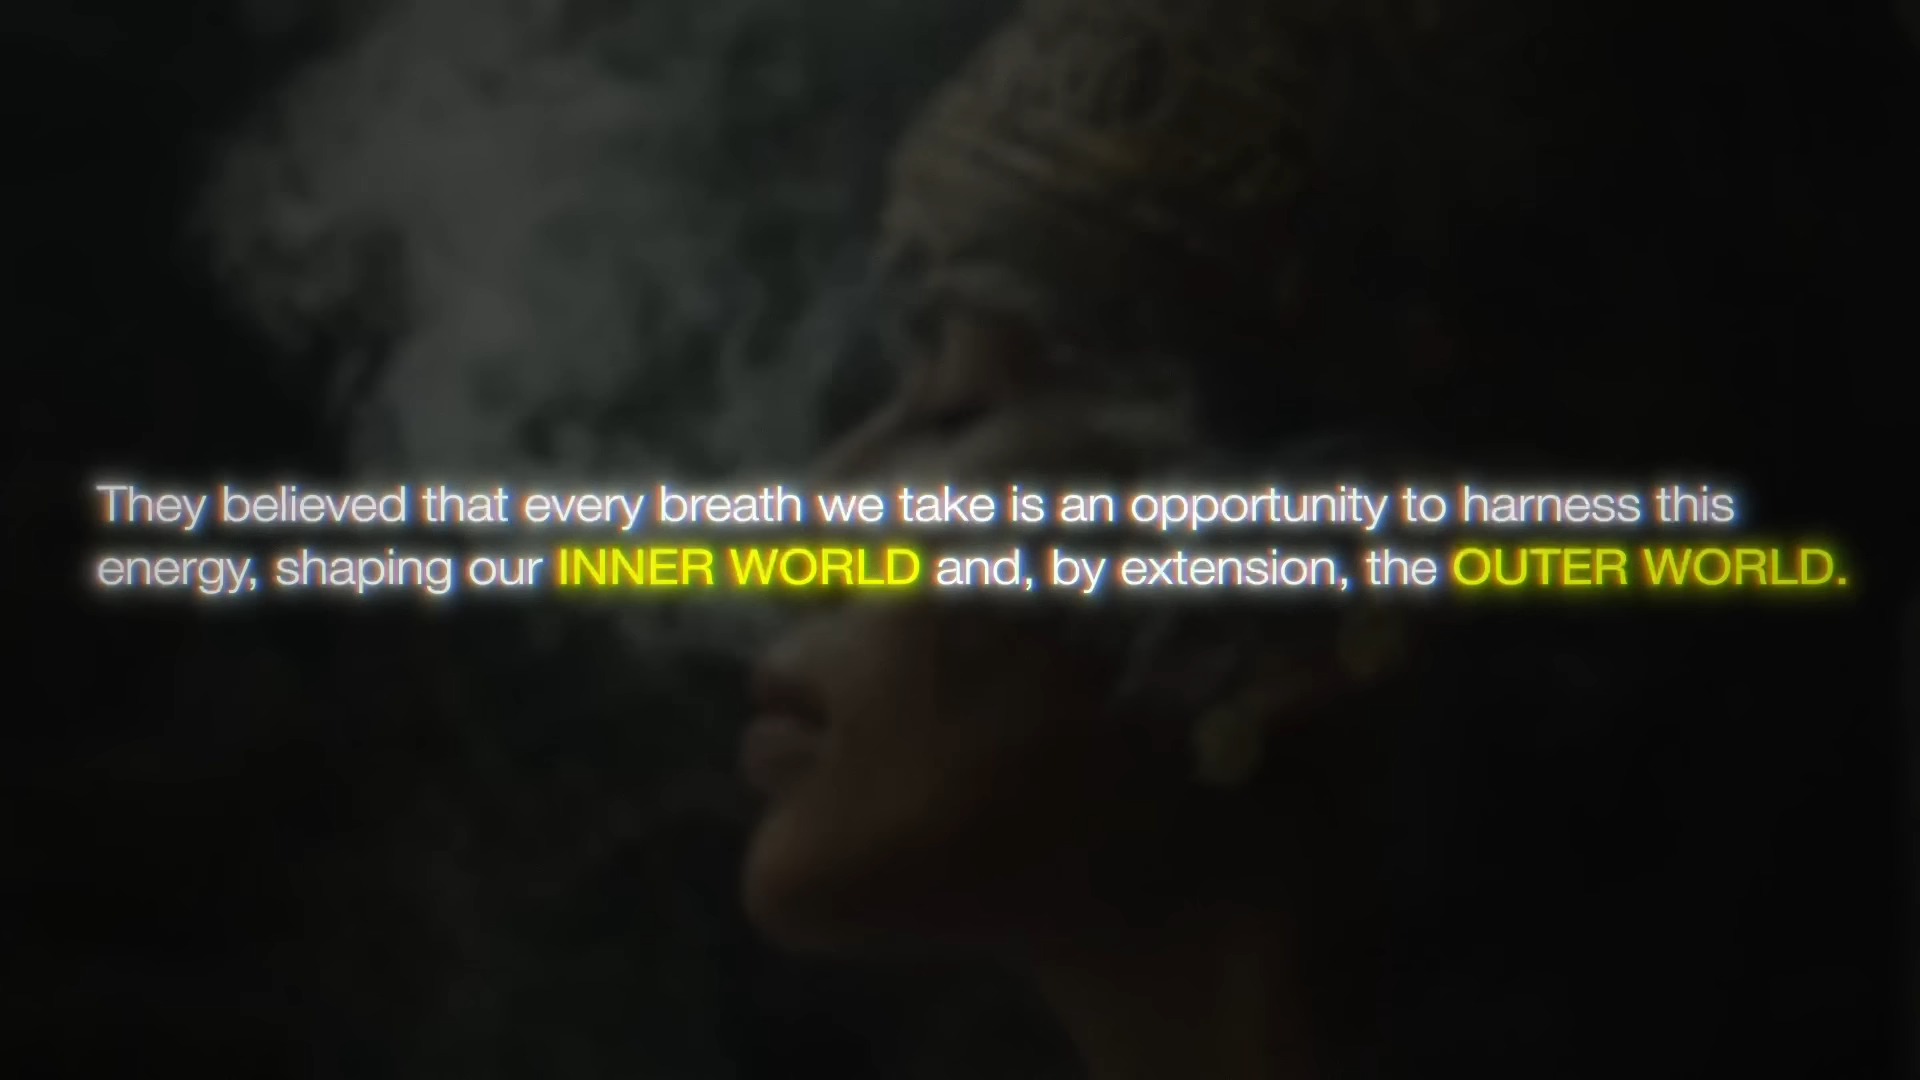 They believed that every breath we take is an opportunity to harness this
energy, shaping our INNER WORLD and, by extension, the OUTER WORLD.